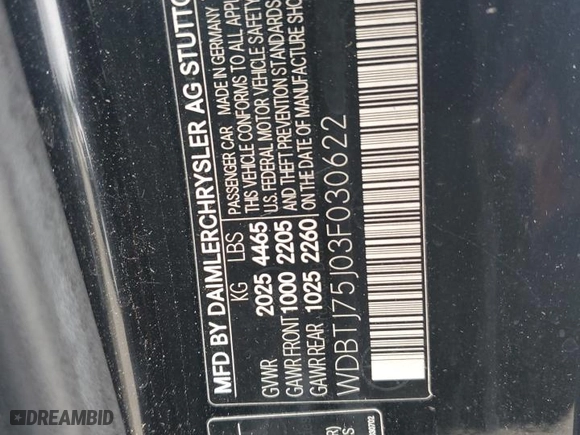 MFD BY DAIMLERCHRYSLER AG STUTTG
KG LBS
GVWR 2025 4465
GAWR FRONT 1000 2205
GAWR REAR 1025 2260
PASSENGER CAR MADE IN GERMANY
THIS VEHICLE CONFORMS TO ALL APPL
U.S. FEDERAL MOTOR VEHICLE SAFETY
AND THEFT PREVENTION STANDARDS
ON THE DATE OF MANUFACTURE SHO
WDBTJ75J03F030622
DREAMBID